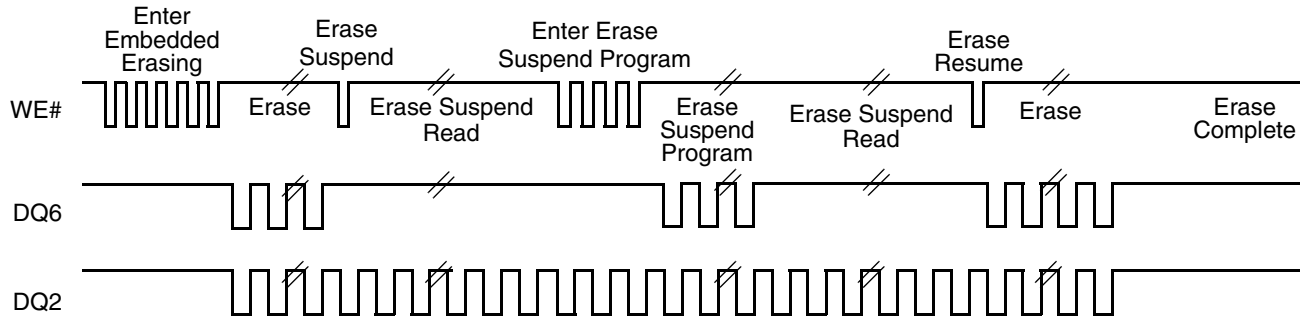 Enter
Embedded
Erasing
Erase
Suspend
Enter Erase
Suspend Program
Erase
Resume
WE#
Erase
Erase Suspend
Read
Erase
Suspend
Program
Erase Suspend
Read
Erase
Erase
Complete
DQ6
DQ2